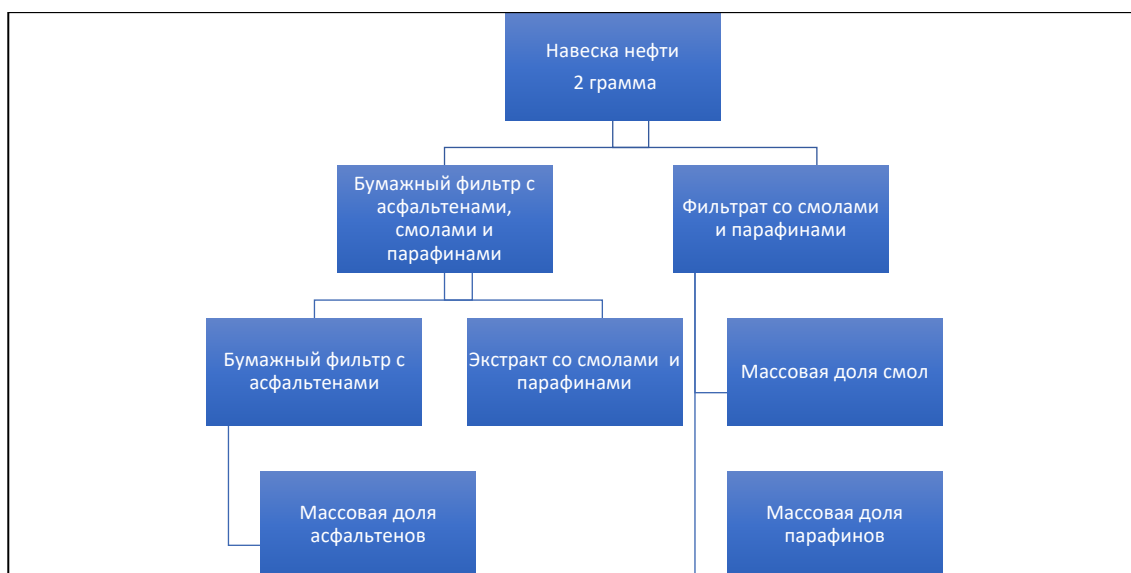 Навеска нефти
2 грамма
Бумажный фильтр с
асфальтенами,
смолами и
парафинами
Фильтрат со смолами
и парафинами
Бумажный фильтр с
асфальтенами
Экстракт со смолами и
парафинами
Массовая доля смол
Массовая доля
асфальтенов
Массовая доля
парафинов